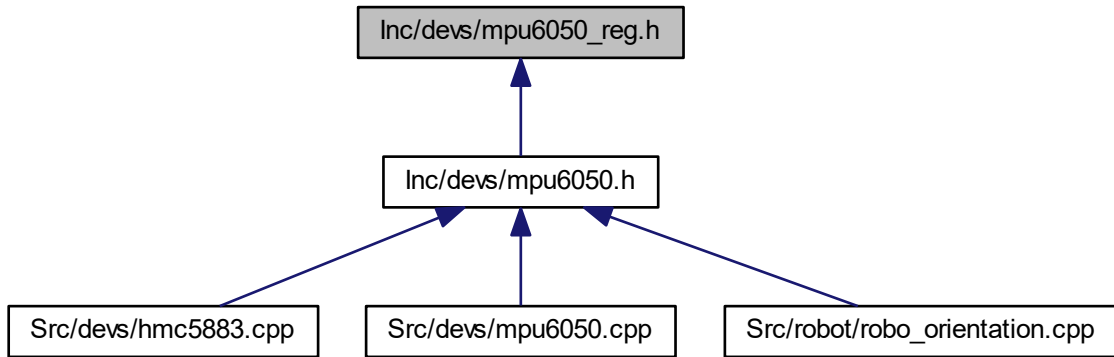 Inc/devs/mpu6050_reg.h
Inc/devs/mpu6050.h
Src/devs/hmc5883.cpp
Src/devs/mpu6050.cpp
Src/robot/robo_orientation.cpp